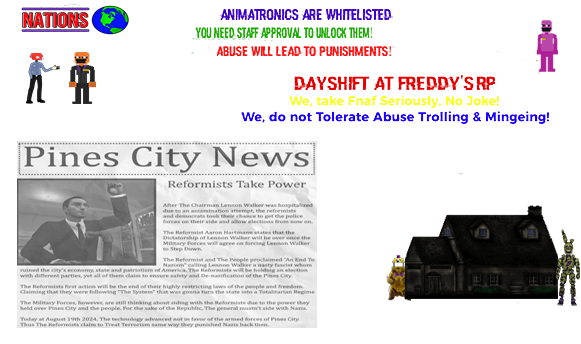 NATIONS
ANIMATRONICS ARE WHITELISTED
YOU NEED STAFF APPROVAL TO UNLOCK THEM!
ABUSE WILL LEAD TO PUNISHMENTS!
DAYSHIFT AT FREDDY'S RP
We, take Fnaf Seriously. No Joke!
We, do not Tolerate Abuse Trolling & Mingeing!
Pines City News
Reformists Take Power
After The Chairman Lennon Walker was hospitalized
due to an assassination attempt, the reformists
and democrats took their chance to get the police
forces on their side and allow elections from now on.
The Reformist Aaron Hartmann states that the
Dictatorship of Lennon Walker will be over once the
Military Forces will agree on forcing Lennon Walker
to Step Down.
The Reformist and The People proclaimed "An End To
Nazism" calling Lennon Walker a nasty fascist whom
ruined the city's economy, state and patriotism of America. The Reformists will be holding an election
with different parties, yet all of them claim to ensure safety and De-nazification of the Pines City.
The Reformists first action will be the end of their highly restricting laws of the people and freedom.
Claiming that they were following "The System" that was gonna turn the state into a Totalitarian Regime
The Military Forces, however, are still thinking about siding with the Reformists due to the power they
held over Pines City and the people. For the sake of the Republic, The general mustn't side with Nazis.
Today at August 19th 2024, The technology advanced not in favor of the armed forces of Pines City.
Thus The Reformists claim to Treat Terrorism same way they punished Nazis back then.